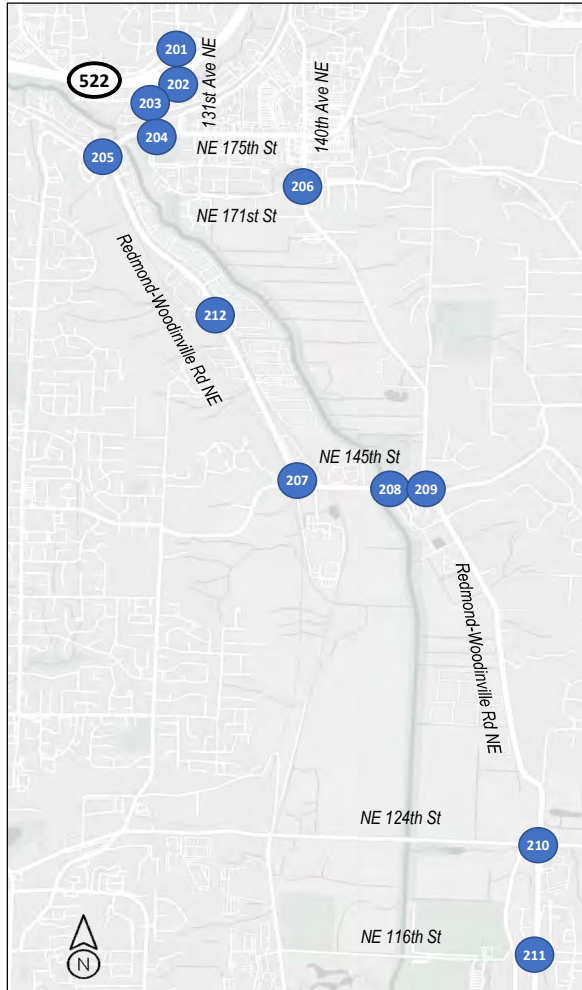 201
131st Ave NE
522
202
203
204
140th Ave NE
NE 175th St
205
206
NE 171st St
Redmond-Woodinville Rd NE
212
NE 145th St
207
208
209
Redmond-Woodinville Rd NE
NE 124th St
210
NE 116th St
211
N